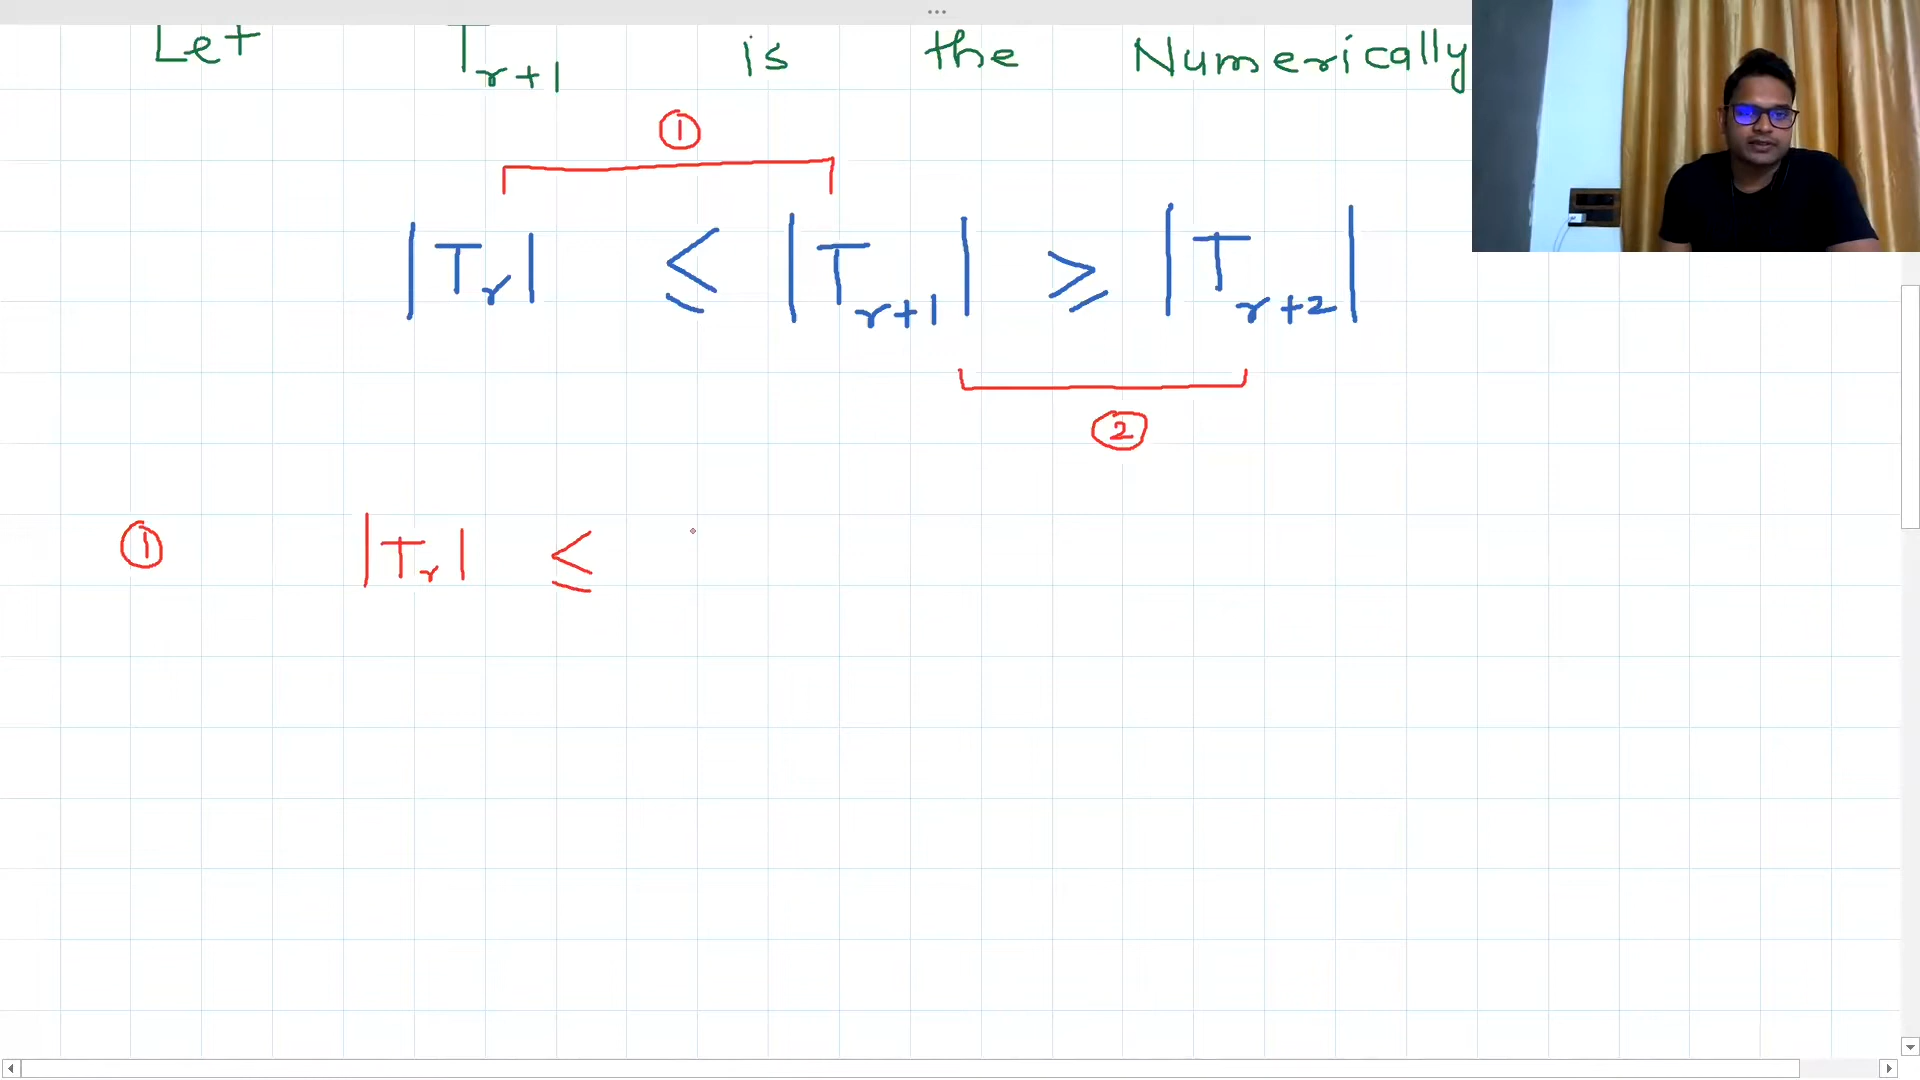 Let T_{r+1} is the Numerically
①
|T_r| ≤ |T_{r+1}| ≥ |T_{r+2}|
②
① |T_r| ≤